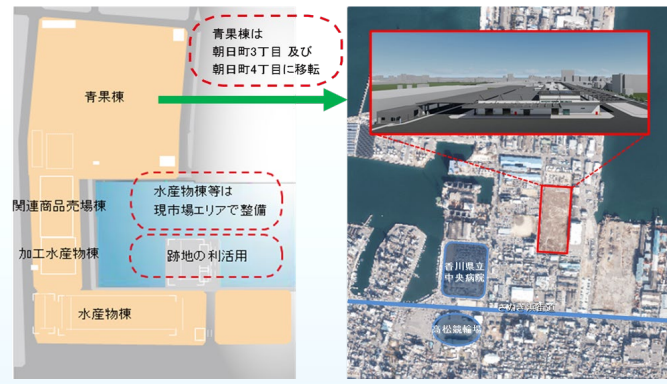 青果棟は
朝日町3丁目 及び
朝日町4丁目に移転
青果棟
水産物棟等は
現市場エリアで整備
関連商品売場棟
加工水産物棟
跡地の利活用
水産物棟
香川県立
中央病院
高松競輪場